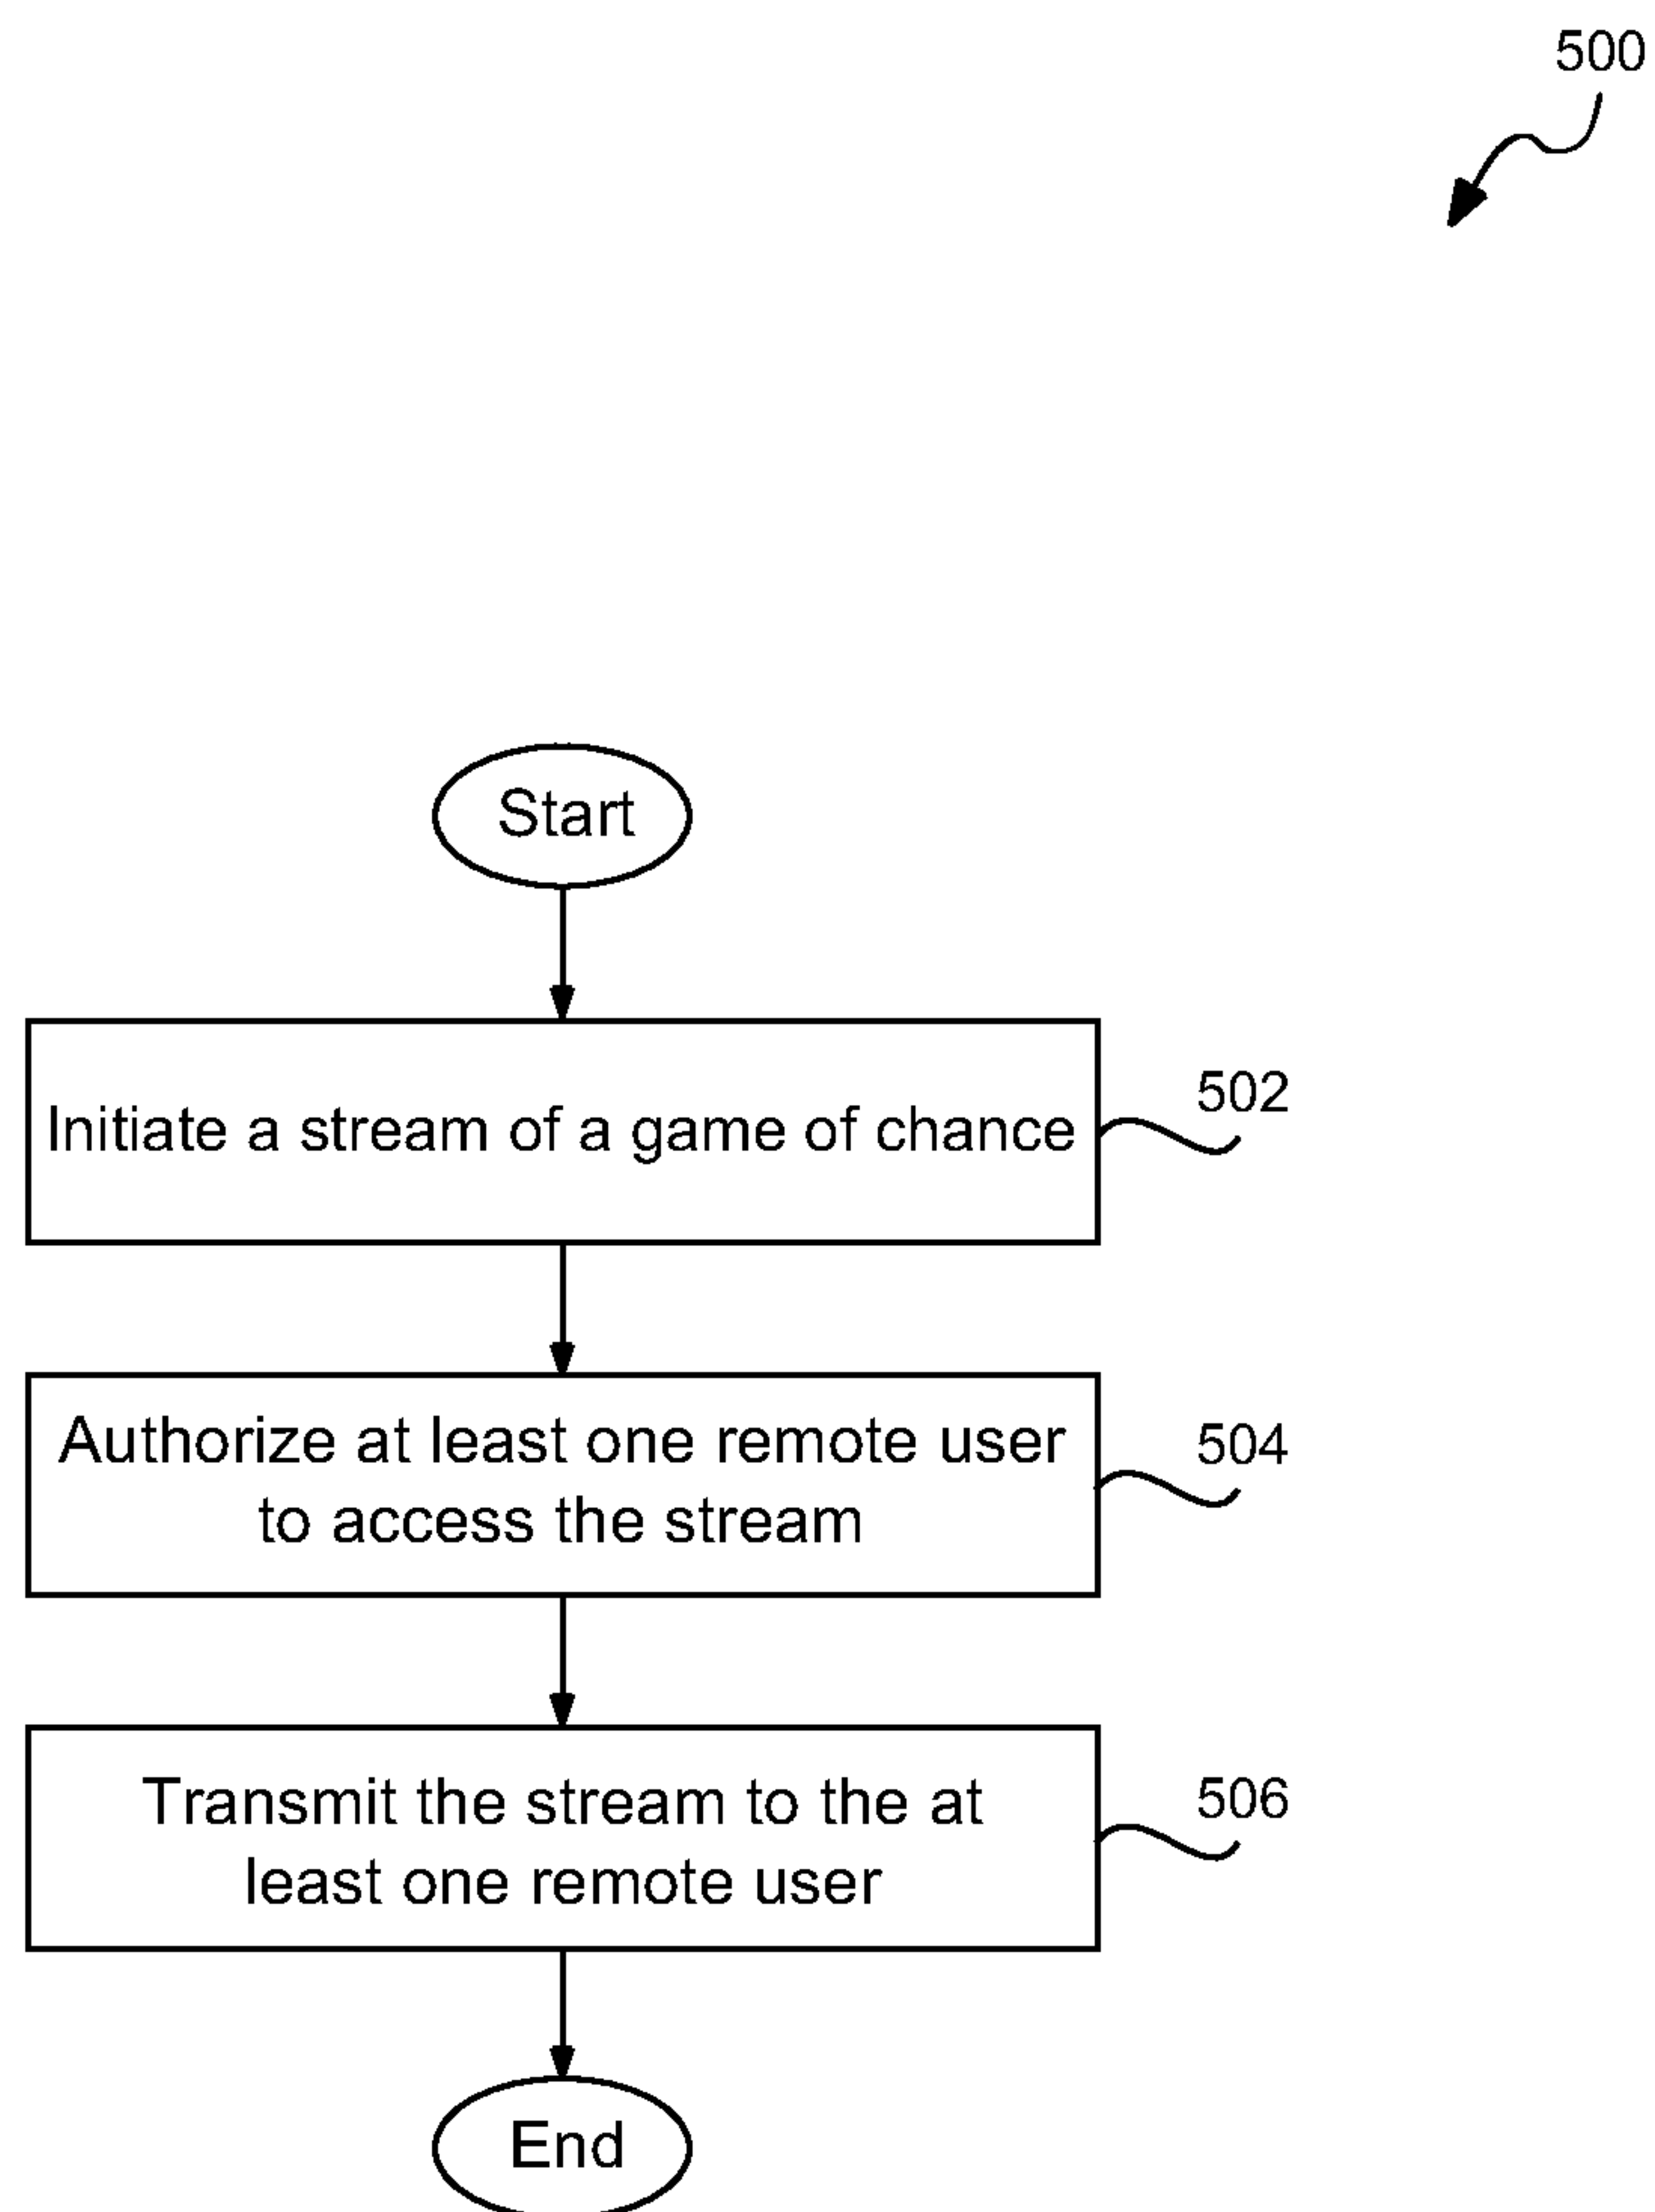 500
Start
Initiate a stream of a game of chance
502
Authorize at least one remote user
to access the stream
504
Transmit the stream to the at
least one remote user
506
End